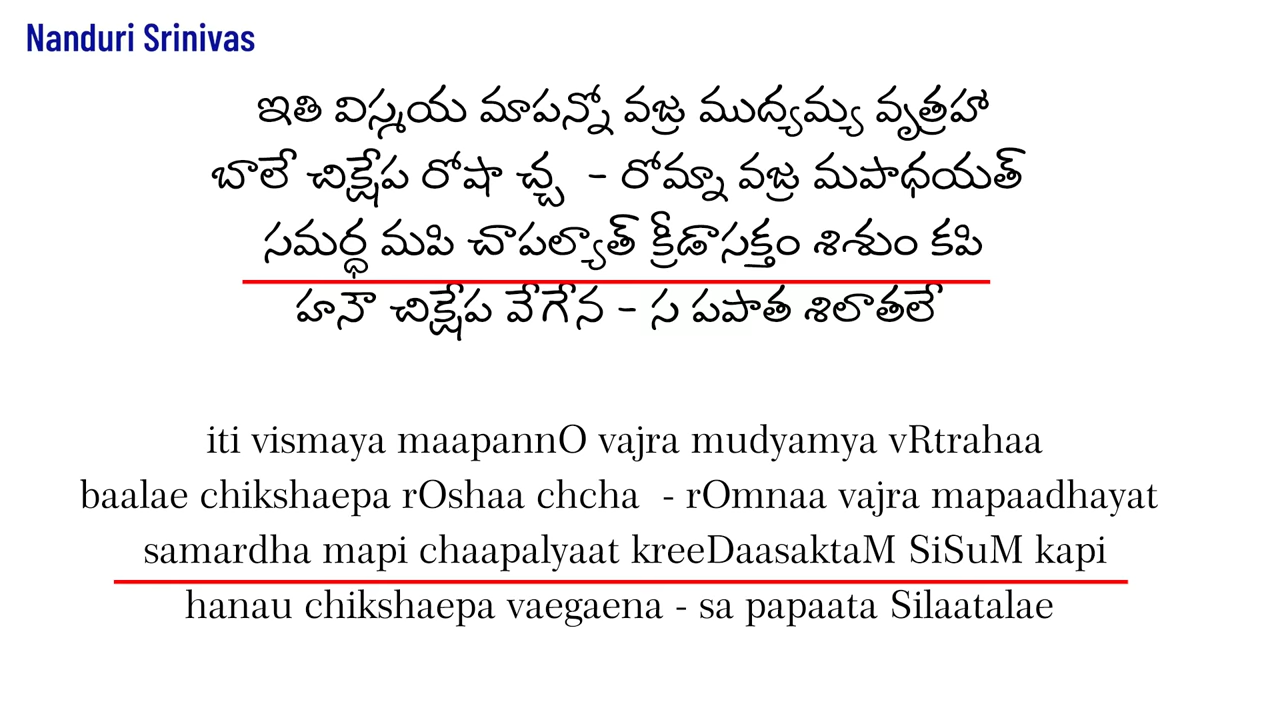 Nanduri Srinivas
ఇతి విస్మయ మాపన్నో వజ్ర ముద్యమ్య వృత్రహా
బాలే చిక్షేప రోషా చ్చ - రోమ్నా వజ్ర మపాధయత్
సమర్ధ మపి చాపల్యాత్ క్రీడాసక్తం శిశుం కపి
హనౌ చిక్షేప వేగేన - స పపాత శిలాతలే
iti vismaya maapannO vajra mudyamya vRtrahaa
baalae chikshaepa rOshaa chcha - rOmnaa vajra mapaadhayat
samardha mapi chaapalyaat kreeDaasaktaM SiSuM kapi
hanau chikshaepa vaegaena - sa papaata Silaatalae